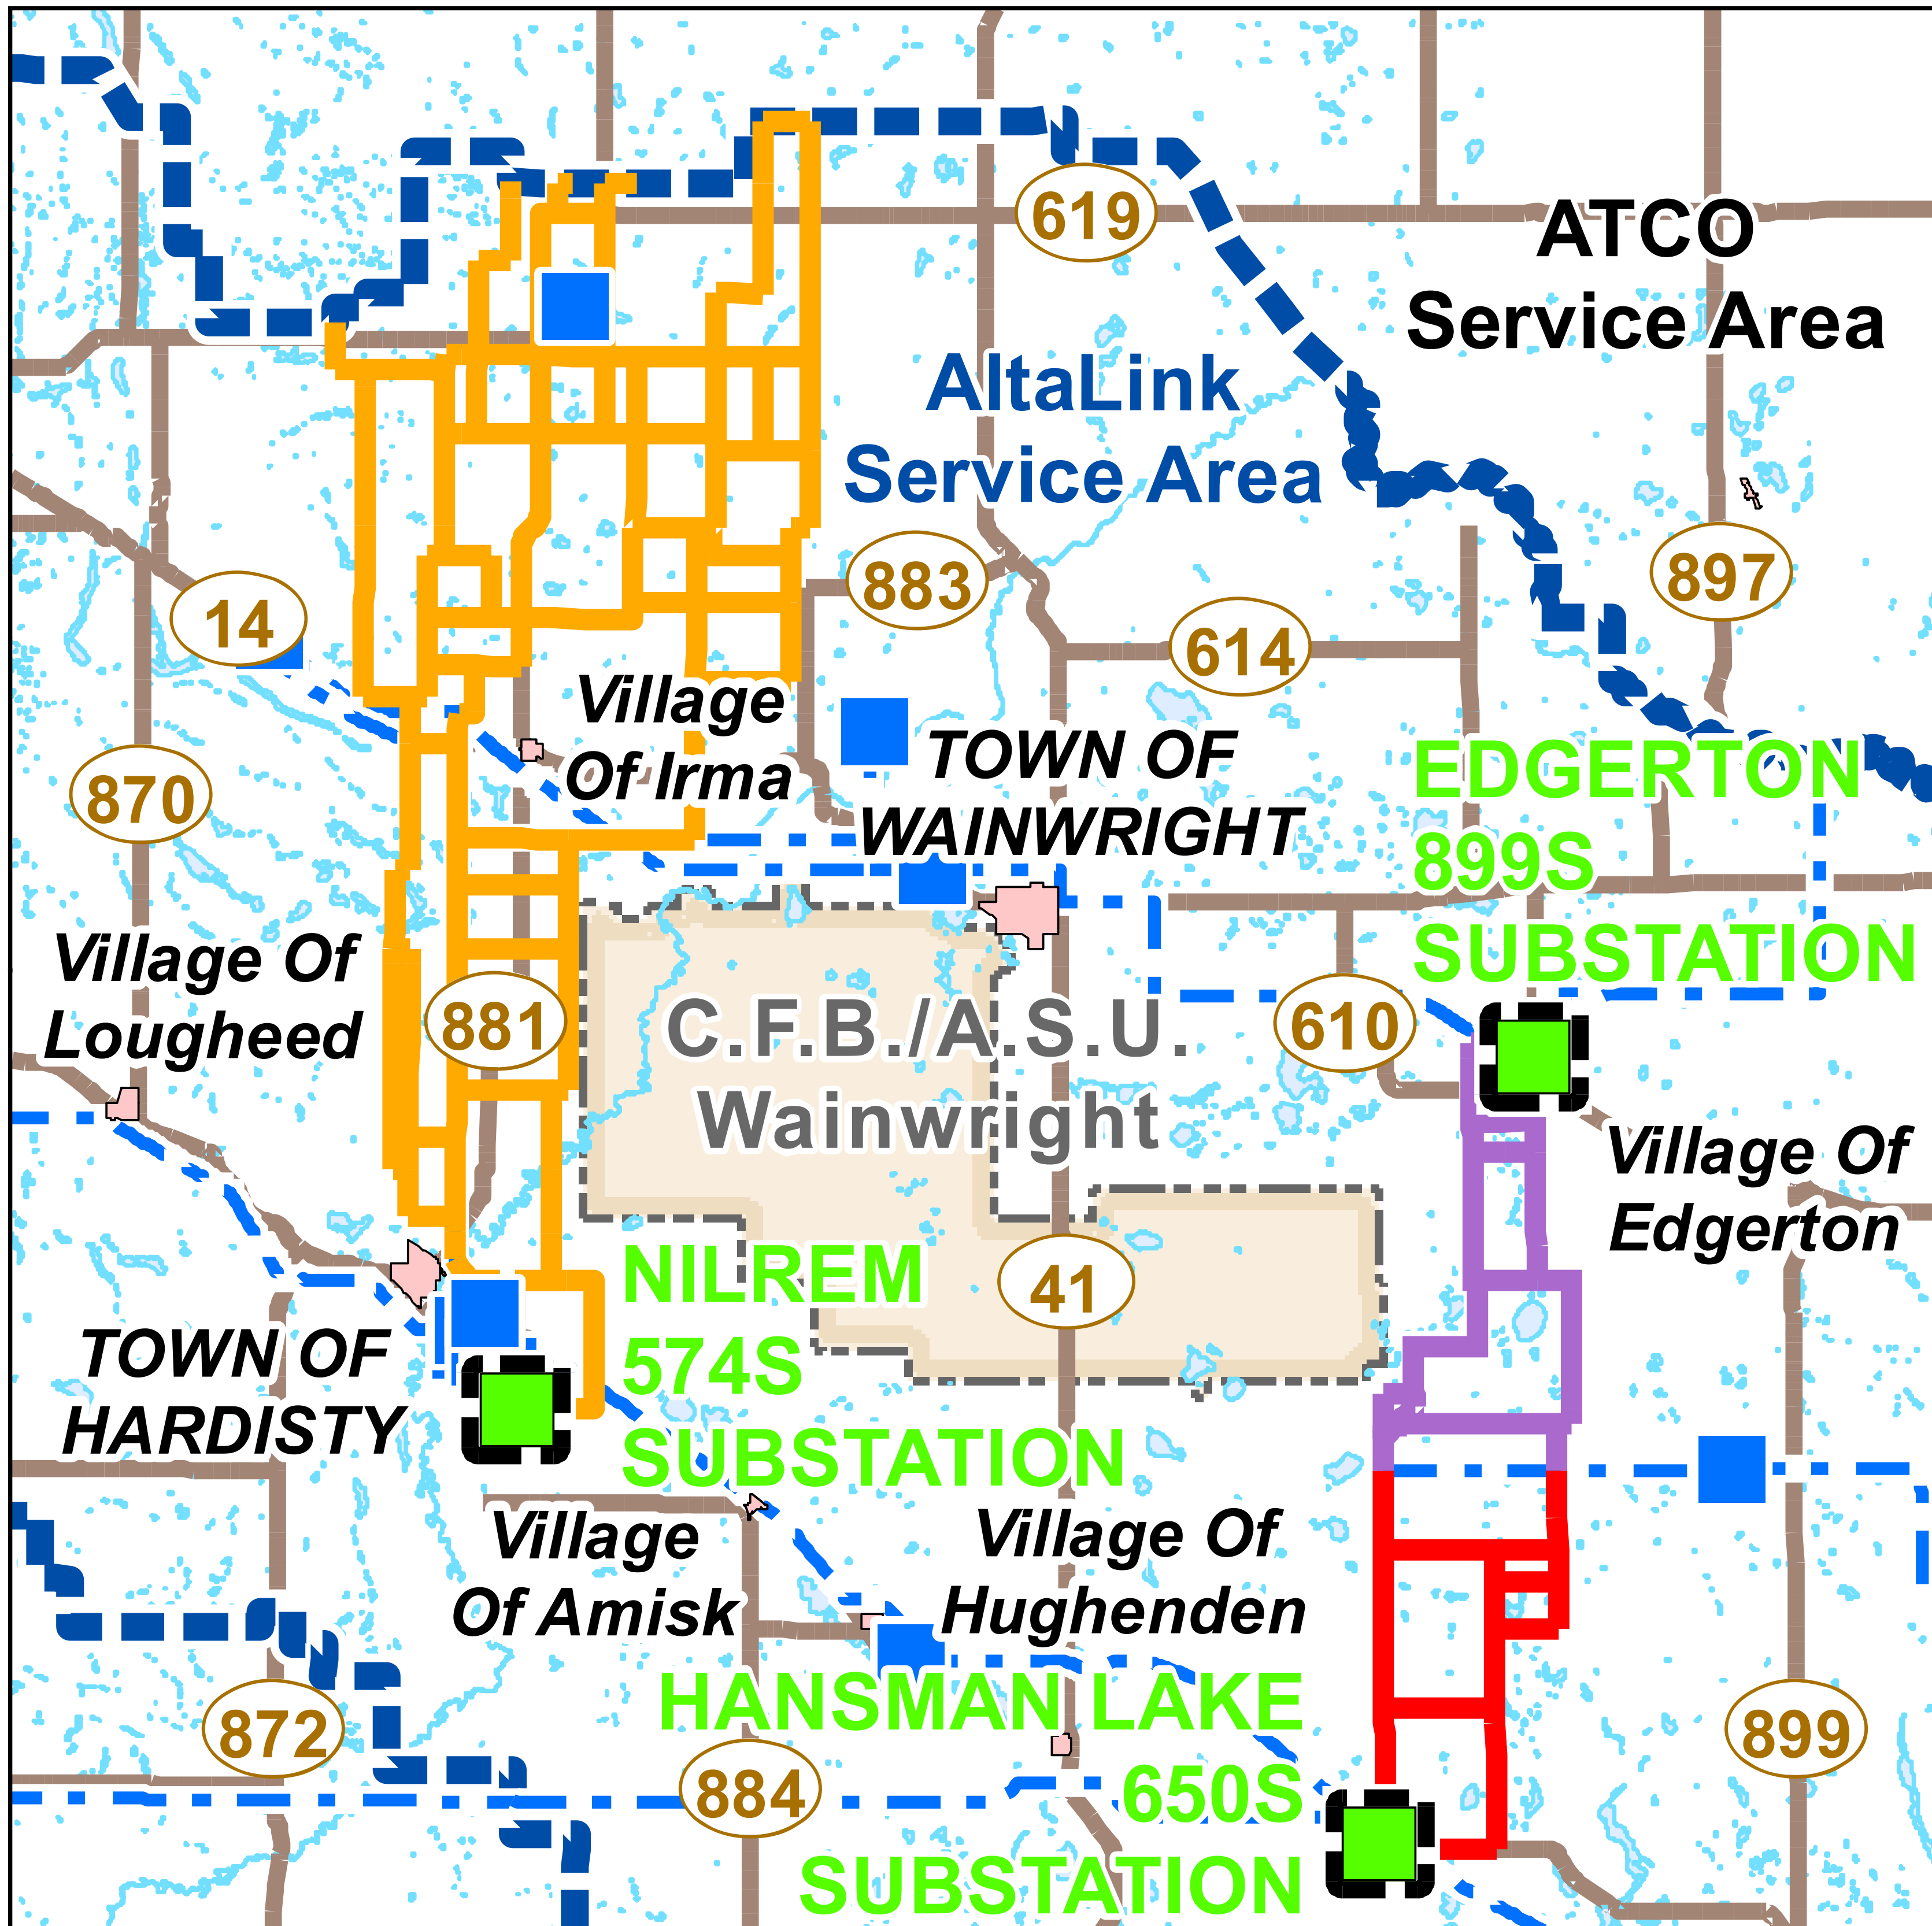 619
ATCO
Service Area
AltaLink
Service Area
883
897
14
614
Village
Of Irma
870
TOWN OF
WAINWRIGHT
EDGERTON
899S
SUBSTATION
Village Of
Lougheed
881
C.F.B./A.S.U.
Wainwright
610
Village Of
Edgerton
NILREM
574S
SUBSTATION
41
TOWN OF
HARDISTY
Village
Of Amisk
Village Of
Hughenden
HANSMAN LAKE
650S
SUBSTATION
872
884
899